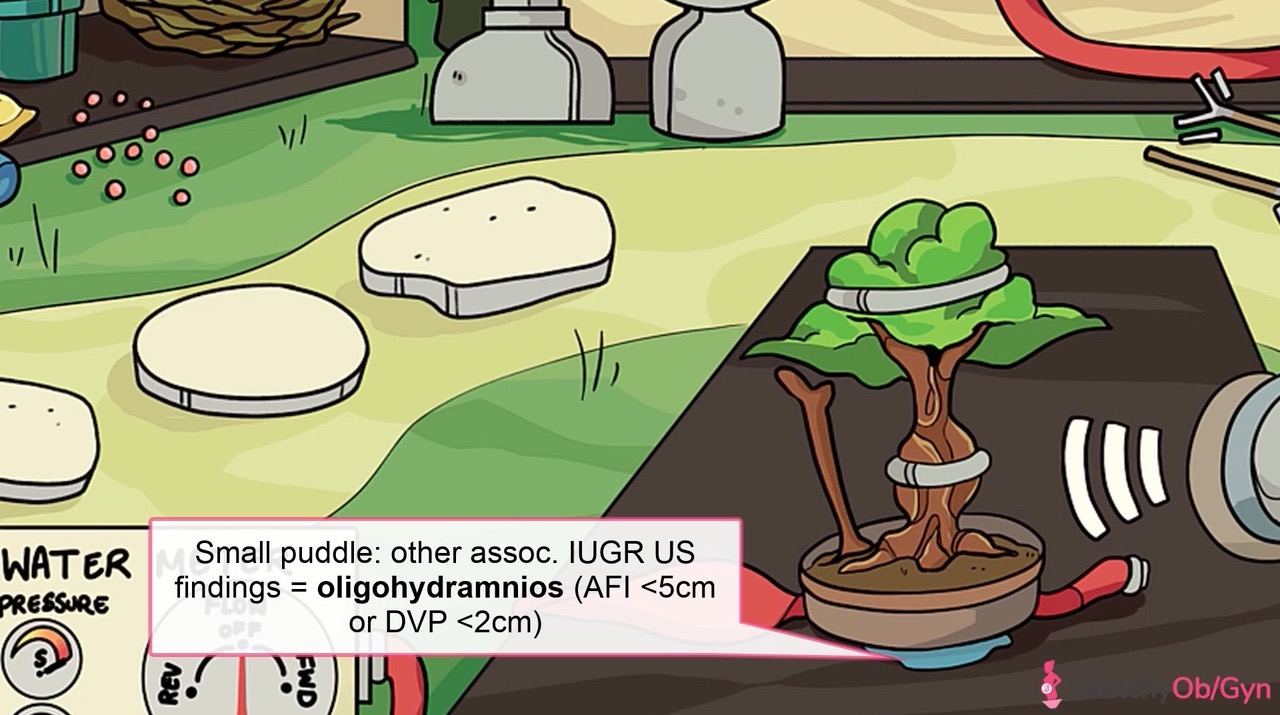 Small puddle: other assoc. IUGR US
findings = oligohydramnios (AFI <5cm
or DVP <2cm)
WATER
PRESSURE
MOTOR
FLOW
OFF
REV
FWD
$
Ob/Gyn